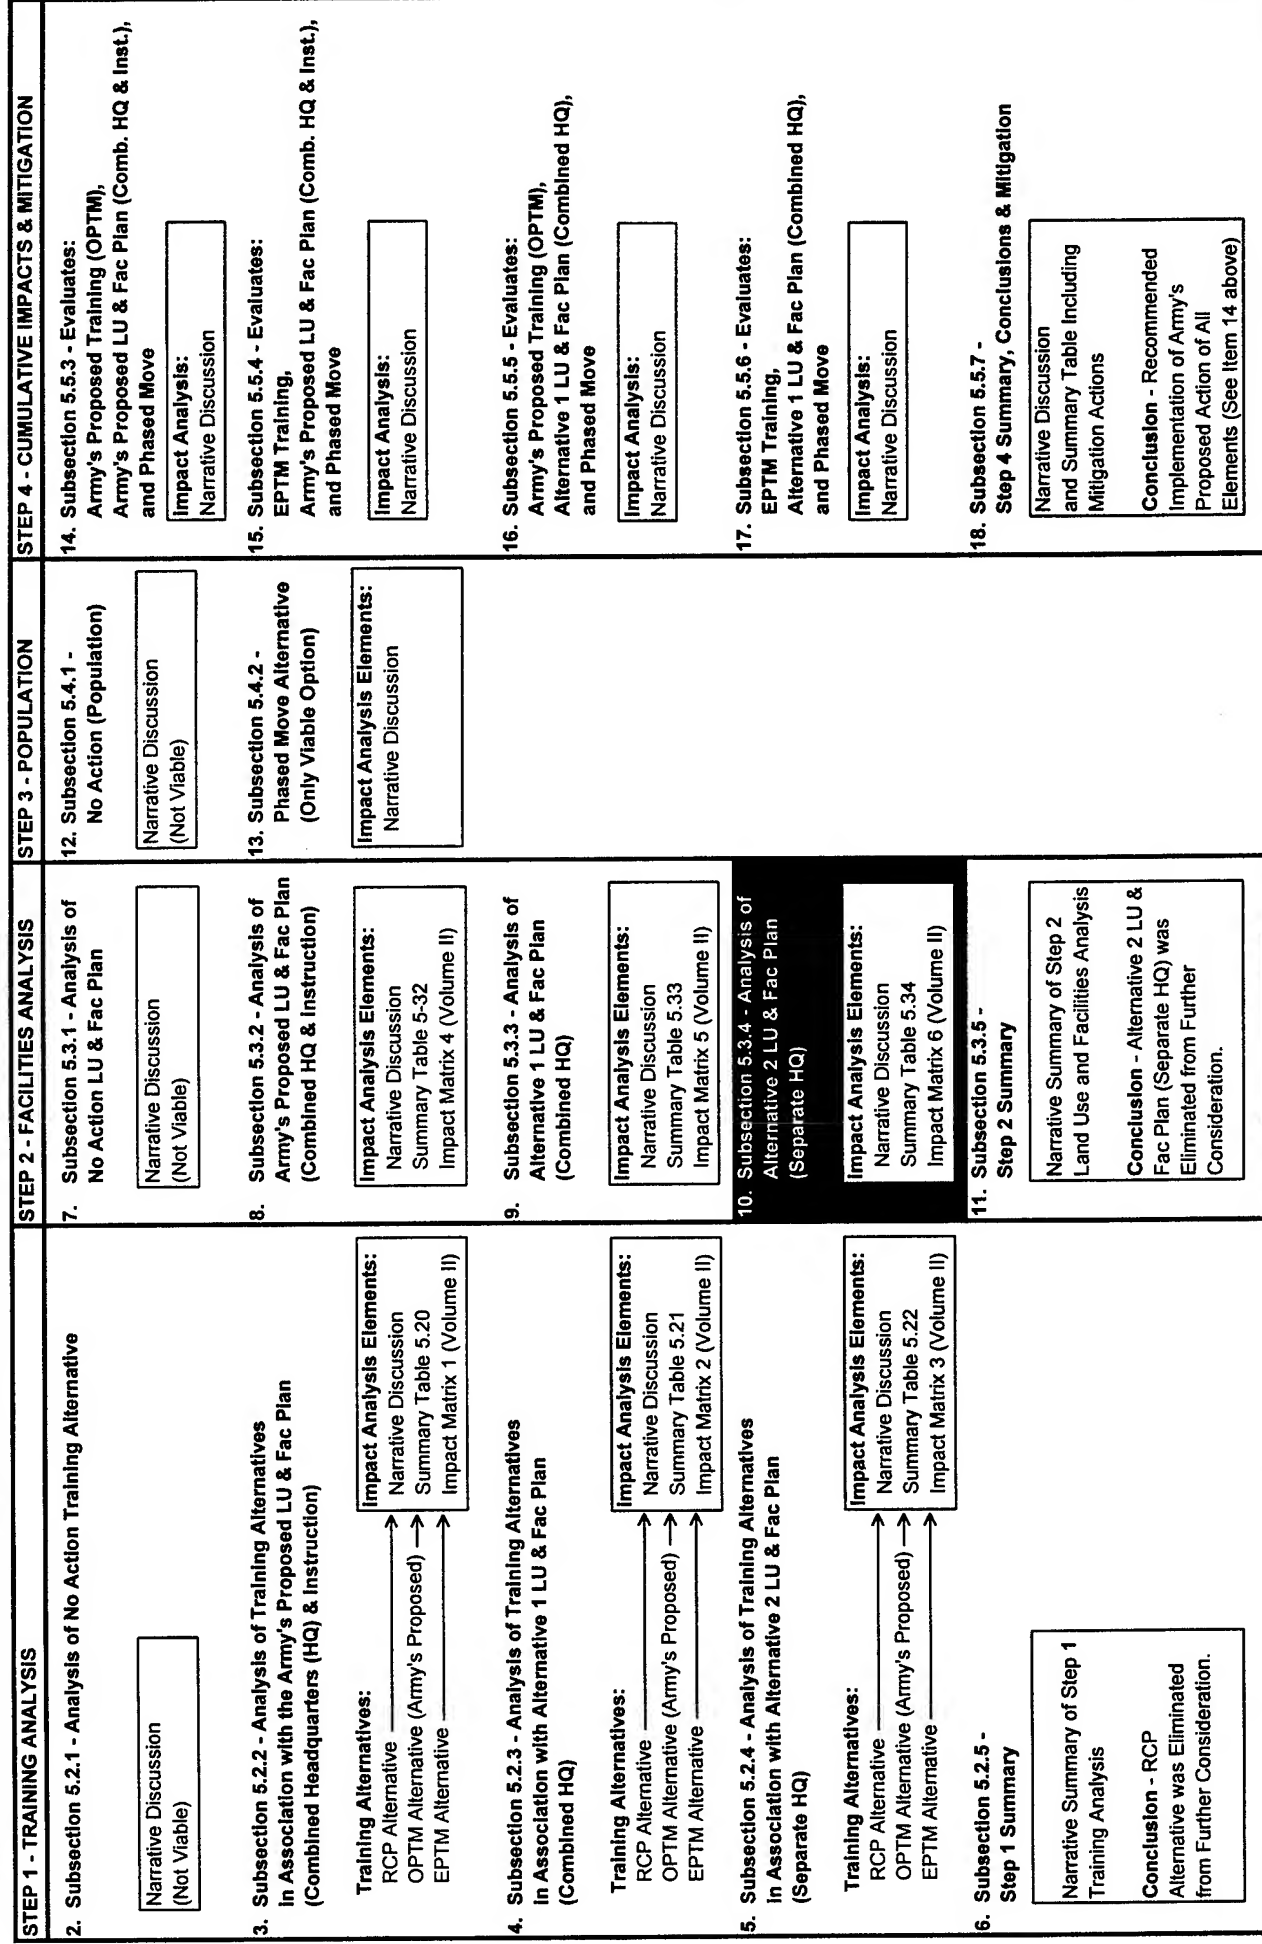 STEP 1 - TRAINING ANALYSIS
2. Subsection 5.2.1 - Analysis of No Action Training Alternative
Narrative Discussion
(Not Viable)
3. Subsection 5.2.2 - Analysis of Training Alternatives
in Association with the Army's Proposed LU & Fac Plan
(Combined Headquarters (HQ) & Instruction)
Training Alternatives:
RCP Alternative
OPTM Alternative (Army's Proposed)
EPTM Alternative
Impact Analysis Elements:
Narrative Discussion
Summary Table 5.20
Impact Matrix 1 (Volume II)
4. Subsection 5.2.3 - Analysis of Training Alternatives
in Association with Alternative 1 LU & Fac Plan
(Combined HQ)
Training Alternatives:
RCP Alternative
OPTM Alternative (Army's Proposed)
EPTM Alternative
Impact Analysis Elements:
Narrative Discussion
Summary Table 5.21
Impact Matrix 2 (Volume II)
5. Subsection 5.2.4 - Analysis of Training Alternatives
in Association with Alternative 2 LU & Fac Plan
(Separate HQ)
Training Alternatives:
RCP Alternative
OPTM Alternative (Army's Proposed)
EPTM Alternative
Impact Analysis Elements:
Narrative Discussion
Summary Table 5.22
Impact Matrix 3 (Volume II)
6. Subsection 5.2.5 -
Step 1 Summary
Narrative Summary of Step 1
Training Analysis
Conclusion - RCP
Alternative was Eliminated
from Further Consideration.
STEP 2 - FACILITIES ANALYSIS
7. Subsection 5.3.1 - Analysis of
No Action LU & Fac Plan
Narrative Discussion
(Not Viable)
8. Subsection 5.3.2 - Analysis of
Army's Proposed LU & Fac Plan
(Combined HQ & Instruction)
Impact Analysis Elements:
Narrative Discussion
Summary Table 5-32
Impact Matrix 4 (Volume II)
9. Subsection 5.3.3 - Analysis of
Alternative 1 LU & Fac Plan
(Combined HQ)
Impact Analysis Elements:
Narrative Discussion
Summary Table 5.33
Impact Matrix 5 (Volume II)
10. Subsection 5.3.4 - Analysis of
Alternative 2 LU & Fac Plan
(Separate HQ)
Impact Analysis Elements:
Narrative Discussion
Summary Table 5.34
Impact Matrix 6 (Volume II)
11. Subsection 5.3.5 -
Step 2 Summary
Narrative Summary of Step 2
Land Use and Facilities Analysis
Conclusion - Alternative 2 LU &
Fac Plan (Separate HQ) was
Eliminated from Further
Consideration.
STEP 3 - POPULATION
12. Subsection 5.4.1 -
No Action (Population)
Narrative Discussion
(Not Viable)
13. Subsection 5.4.2 -
Phased Move Alternative
(Only Viable Option)
Impact Analysis Elements:
Narrative Discussion
STEP 4 - CUMULATIVE IMPACTS & MITIGATION
14. Subsection 5.5.3 - Evaluates:
Army's Proposed Training (OPTM),
Army's Proposed LU & Fac Plan (Comb. HQ & Inst.),
and Phased Move
Impact Analysis:
Narrative Discussion
15. Subsection 5.5.4 - Evaluates:
EPTM Training,
Army's Proposed LU & Fac Plan (Comb. HQ & Inst.),
and Phased Move
Impact Analysis:
Narrative Discussion
16. Subsection 5.5.5 - Evaluates:
Army's Proposed Training (OPTM),
Alternative 1 LU & Fac Plan (Combined HQ),
and Phased Move
Impact Analysis:
Narrative Discussion
17. Subsection 5.5.6 - Evaluates:
EPTM Training,
Alternative 1 LU & Fac Plan (Combined HQ),
and Phased Move
Impact Analysis:
Narrative Discussion
18. Subsection 5.5.7 -
Step 4 Summary, Conclusions & Mitigation
Narrative Discussion
and Summary Table Including
Mitigation Actions
Conclusion - Recommended
Implementation of Army's
Proposed Action of All
Elements (See Item 14 above)